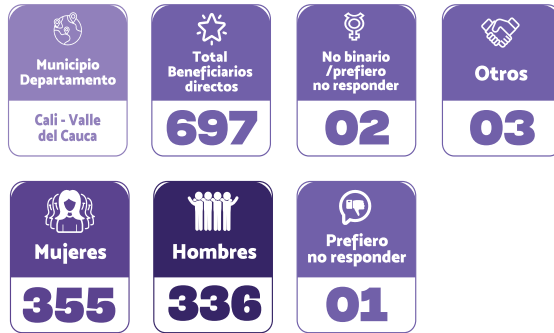 Municipio
Departamento
Cali - Valle
del Cauca
Total
Beneficiarios
directos
697
No binario
/prefiero
no responder
02
Otros
03
Mujeres
355
Hombres
336
Prefiero
no responder
01